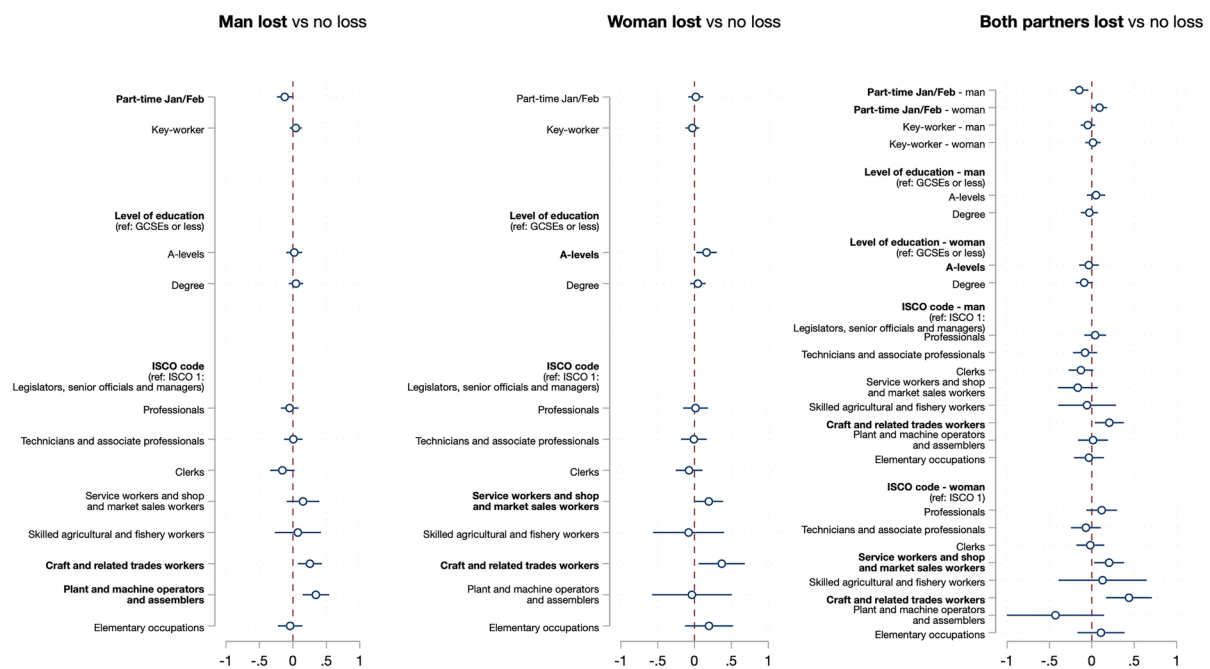 Man lost vs no loss
Part-time Jan/Feb
Key-worker
Level of education
(ref: GCSEs or less)
A-levels
Degree
ISCO code
(ref: ISCO 1:
Legislators, senior officials and managers)
Professionals
Technicians and associate professionals
Clerks
Service workers and shop
and market sales workers
Skilled agricultural and fishery workers
Craft and related trades workers
Plant and machine operators
and assemblers
Elementary occupations
-1 -.5 0 .5 1
Woman lost vs no loss
Part-time Jan/Feb
Key-worker
Level of education
(ref: GCSEs or less)
A-levels
Degree
ISCO code
(ref: ISCO 1:
Legislators, senior officials and managers)
Professionals
Technicians and associate professionals
Clerks
Service workers and shop
and market sales workers
Skilled agricultural and fishery workers
Craft and related trades workers
Plant and machine operators
and assemblers
Elementary occupations
-1 -.5 0 .5 1
Both partners lost vs no loss
Part-time Jan/Feb - man
Part-time Jan/Feb - woman
Key-worker - man
Key-worker - woman
Level of education - man
(ref: GCSEs or less)
A-levels
Degree
Level of education - woman
(ref: GCSEs or less)
A-levels
Degree
ISCO code - man
(ref: ISCO 1:
Legislators, senior officials and managers)
Professionals
Technicians and associate professionals
Clerks
Service workers and shop
and market sales workers
Skilled agricultural and fishery workers
Craft and related trades workers
Plant and machine operators
and assemblers
Elementary occupations
ISCO code - woman
(ref: ISCO 1)
Professionals
Technicians and associate professionals
Clerks
Service workers and shop
and market sales workers
Skilled agricultural and fishery workers
Craft and related trades workers
Plant and machine operators
and assemblers
Elementary occupations
-1 -.5 0 .5 1